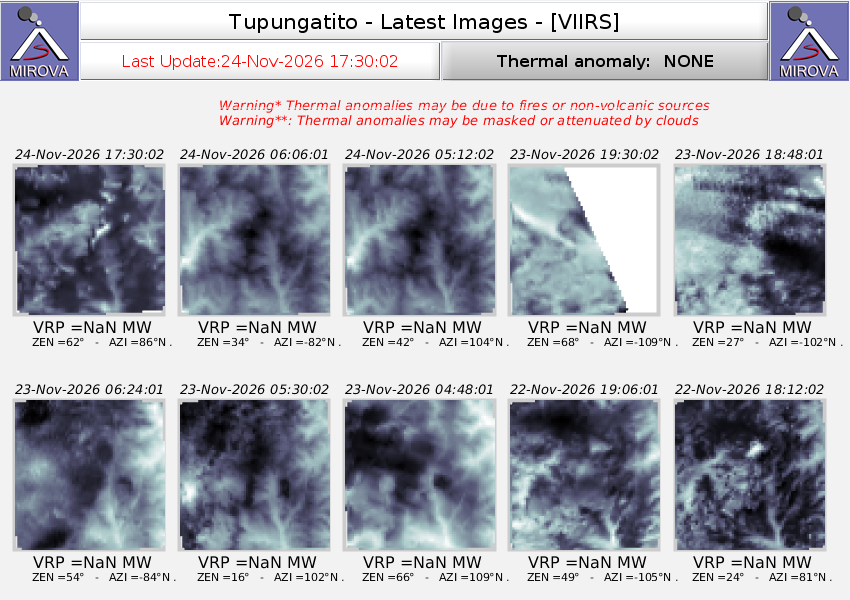 Tupungatito - Latest Images - [VIIRS]
MIROVA
Last Update:24-Nov-2026 17:30:02
Thermal anomaly: NONE
MIROVA
Warning* Thermal anomalies may be due to fires or non-volcanic sources
Warning**: Thermal anomalies may be masked or attenuated by clouds
24-Nov-2026 17:30:02
24-Nov-2026 06:06:01
24-Nov-2026 05:12:02
23-Nov-2026 19:30:02
23-Nov-2026 18:48:01
VRP =NaN MW
VRP =NaN MW
VRP =NaN MW
VRP =NaN MW
VRP =NaN MW
ZEN =62° - AZI =86°N .
ZEN =34° - AZI =-82°N .
ZEN =42° - AZI =104°N .
ZEN =68° - AZI =-109°N .
ZEN =27° - AZI =-102°N .
23-Nov-2026 06:24:01
23-Nov-2026 05:30:02
23-Nov-2026 04:48:01
22-Nov-2026 19:06:01
22-Nov-2026 18:12:02
VRP =NaN MW
VRP =NaN MW
VRP =NaN MW
VRP =NaN MW
VRP =NaN MW
ZEN =54° - AZI =-84°N .
ZEN =16° - AZI =102°N .
ZEN =66° - AZI =109°N .
ZEN =49° - AZI =-105°N .
ZEN =24° - AZI =81°N .